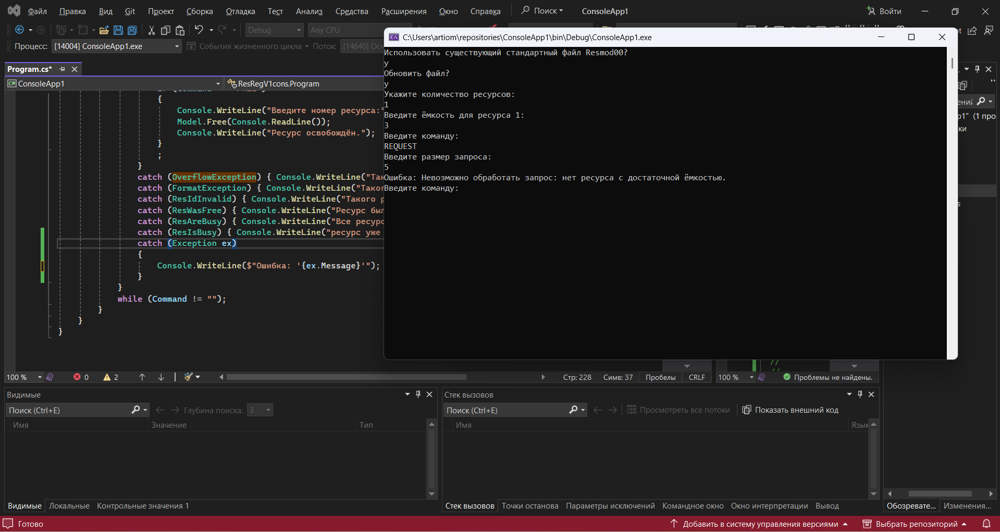 Файл Правка Вид Git Проект Сборка Отладка Тест Анализ Средства Расширения Окно Справка Поиск ConsoleApp1 Войти
Debug Any CPU
Процесс: [14004] ConsoleApp1.exe События жизненного цикла Поток: [14640]
Program.cs*
C# ConsoleApp1 ResRegV1cons.Program
{
Console.WriteLine("Введите номер ресурса:"
Model.Free(Console.ReadLine());
Console.WriteLine("Ресурс освобождён.");
}
;
}
catch (OverflowException) { Console.WriteLine("Так
catch (FormatException) { Console.WriteLine("Таког
catch (ResIdInvalid) { Console.WriteLine("Такого р
catch (ResWasFree) { Console.WriteLine("Ресурс был
catch (ResAreBusy) { Console.WriteLine("Все ресурс
catch (ResIsBusy) { Console.WriteLine("ресурс уже
catch (Exception ex)
{
Console.WriteLine($"Ошибка: '{ex.Message}'");
}
}
while (Command != "");
}
}
}
C:\Users\artiom\repositories\ConsoleApp1\bin\Debug\ConsoleApp1.exe
Использовать существующий стандартный файл Resmod00?
y
Обновить файл?
y
Укажите количество ресурсов:
1
Введите ёмкость для ресурса 1:
3
Введите команду:
REQUEST
Введите размер запроса:
5
Ошибка: Невозможно обработать запрос: нет ресурса с достаточной ёмкостью.
Введите команду:
(1 про
100 % 0 2 Стр: 228 Симв: 37 Пробелы CRLF
100 % Проблемы не найдены.
Видимые
Поиск (Ctrl+E) Глубина поиска: 3
Имя Значение Тип
Видимые Локальные Контрольные значения 1
Стек вызовов
Поиск (Ctrl+E) Просмотреть все потоки Показать внешний код
Имя Язык
Стек вызовов Точки останова Параметры исключений Командное окно Окно интерпретации Вывод
Обозревате... Изменения...
Готово Добавить в систему управления версиями Выбрать репозиторий